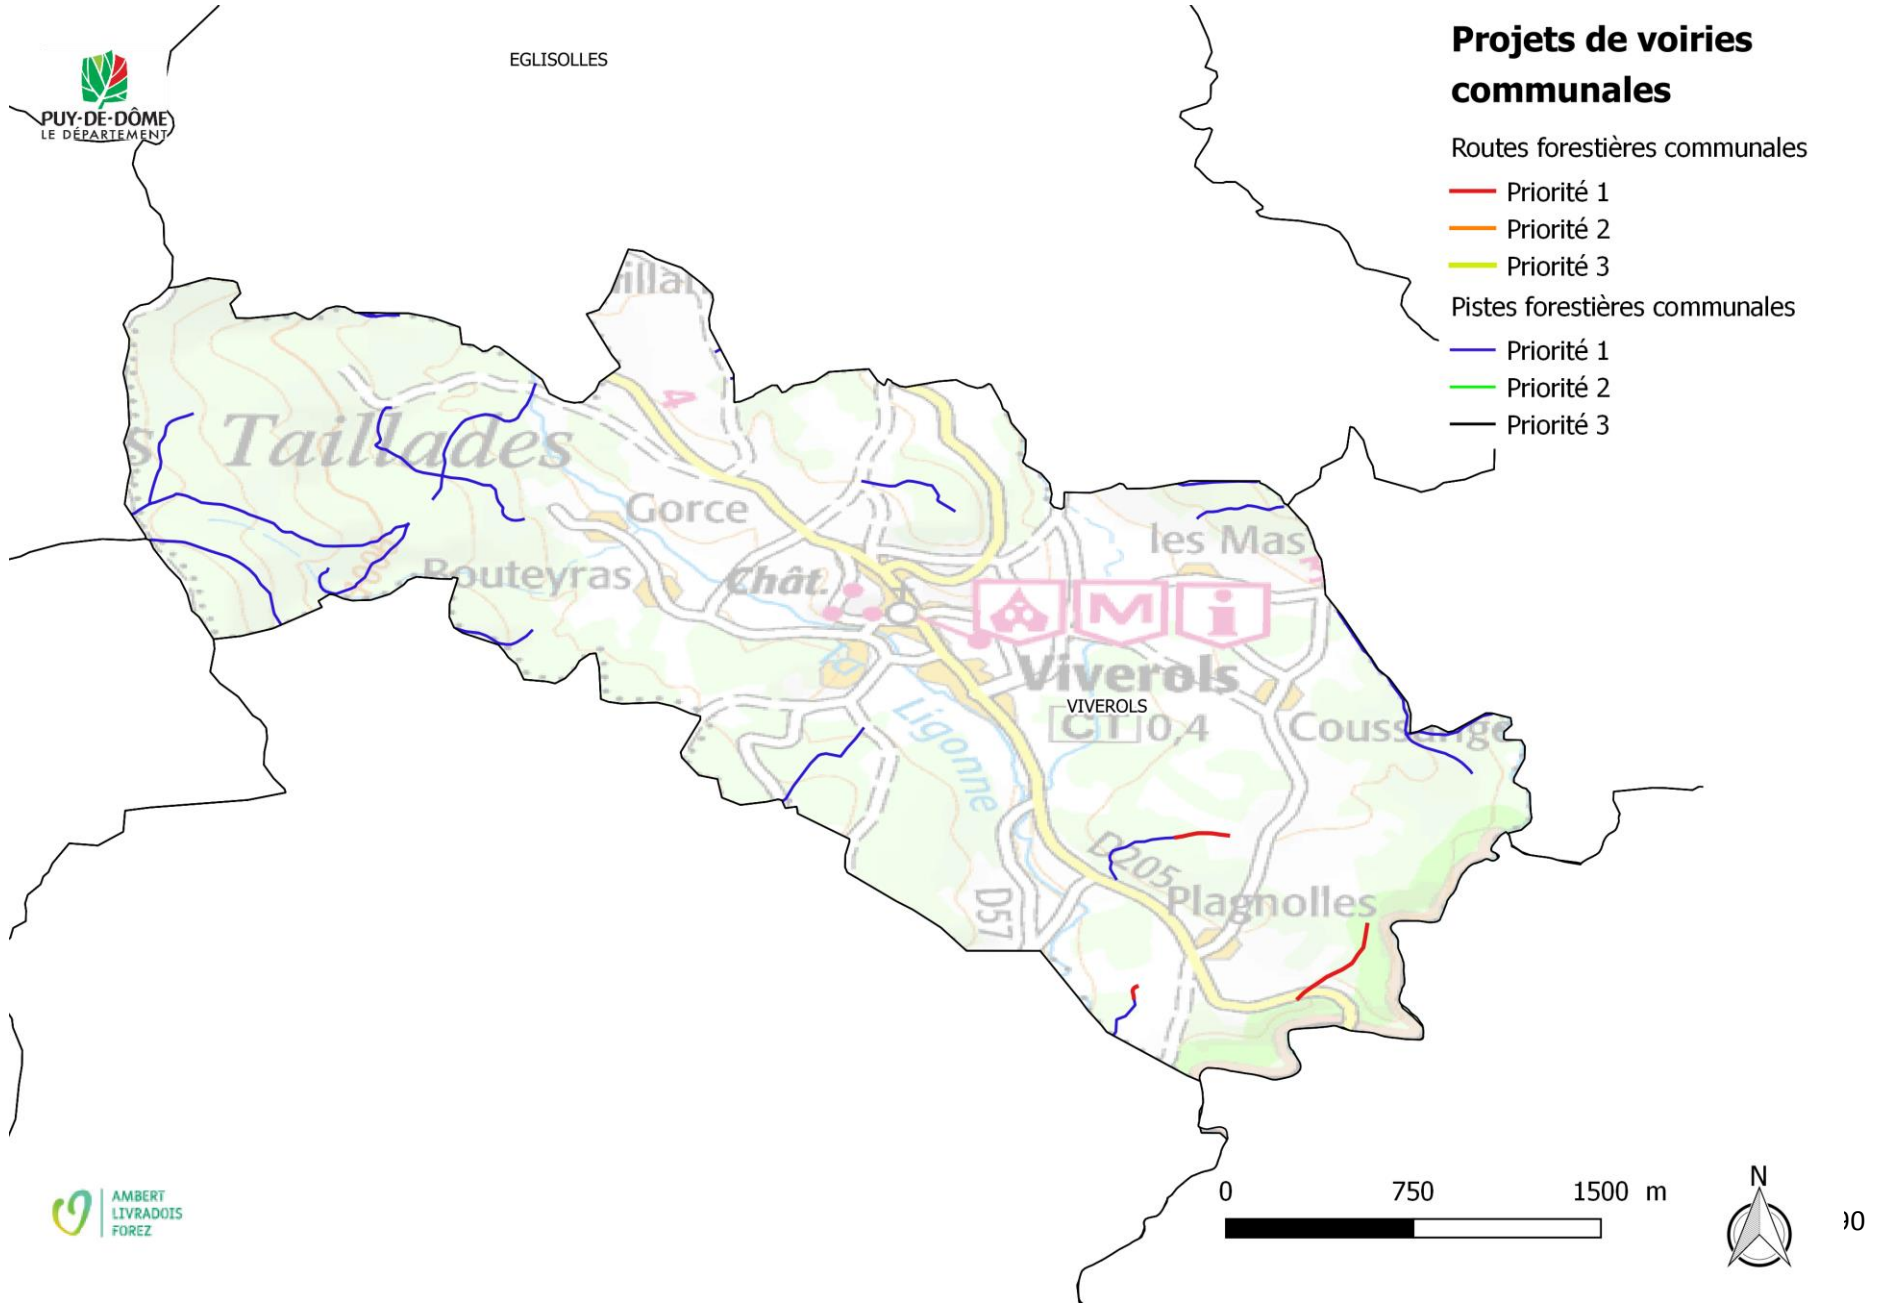 Projets de voiries
communales
Routes forestières communales
Priorité 1
Priorité 2
Priorité 3
Pistes forestières communales
Priorité 1
Priorité 2
Priorité 3
PUY-DE-DÔME
LE DÉPARTEMENT
EGLISOLLES
4
Taillades
Gorce
les Mas
Bouteyras
Chât.
M i
Viverols
VIVEROLS
CT 0,4
Ligonne
D205
Plagnolles
D57
AMBERT
LIVRADOIS
FOREZ
0 750 1500 m
N
90